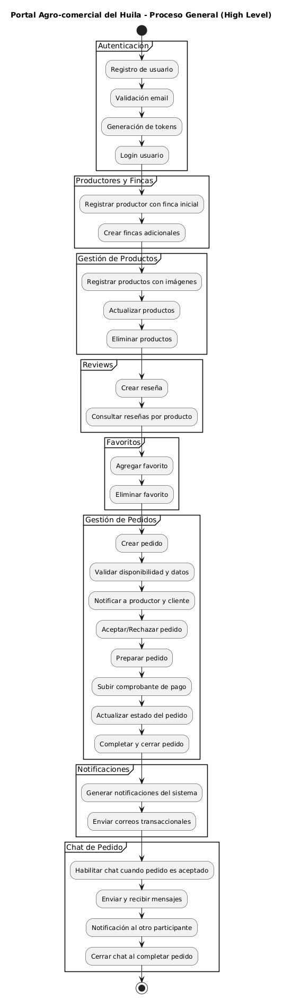 Portal Agro-comercial del Huila - Proceso General (High Level)
Autenticación
Registro de usuario
Validación email
Generación de tokens
Login usuario
Productores y Fincas
Registrar productor con finca inicial
Crear fincas adicionales
Gestión de Productos
Registrar productos con imágenes
Actualizar productos
Eliminar productos
Reviews
Crear reseña
Consultar reseñas por producto
Favoritos
Agregar favorito
Eliminar favorito
Gestión de Pedidos
Crear pedido
Validar disponibilidad y datos
Notificar a productor y cliente
Aceptar/Rechazar pedido
Preparar pedido
Subir comprobante de pago
Actualizar estado del pedido
Completar y cerrar pedido
Notificaciones
Generar notificaciones del sistema
Enviar correos transaccionales
Chat de Pedido
Habilitar chat cuando pedido es aceptado
Enviar y recibir mensajes
Notificación al otro participante
Cerrar chat al completar pedido